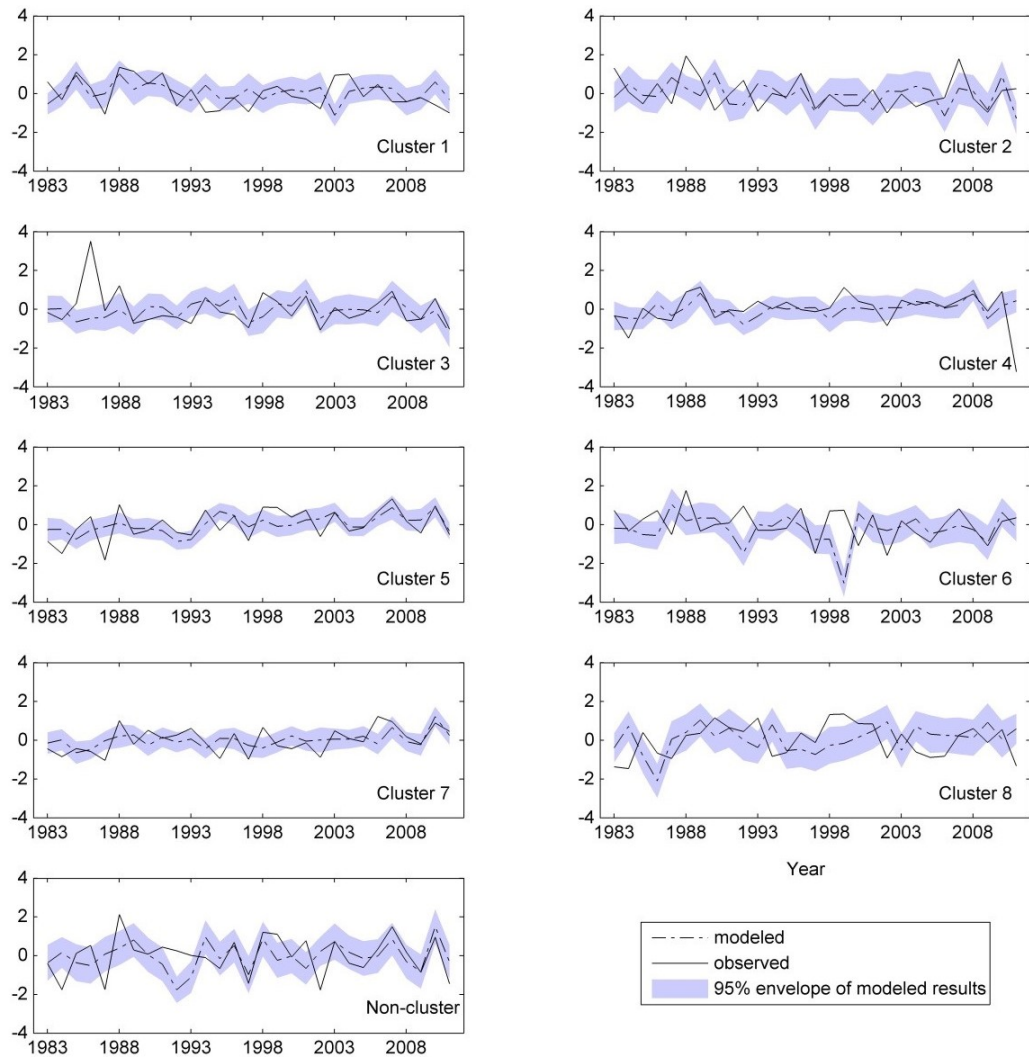 4
2
0
-2
-4
Cluster 1
1983 1988 1993 1998 2003 2008
4
2
0
-2
-4
Cluster 2
1983 1988 1993 1998 2003 2008
4
2
0
-2
-4
Cluster 3
1983 1988 1993 1998 2003 2008
4
2
0
-2
-4
Cluster 4
1983 1988 1993 1998 2003 2008
4
2
0
-2
-4
Cluster 5
1983 1988 1993 1998 2003 2008
4
2
0
-2
-4
Cluster 6
1983 1988 1993 1998 2003 2008
4
2
0
-2
-4
Cluster 7
1983 1988 1993 1998 2003 2008
4
2
0
-2
-4
Cluster 8
1983 1988 1993 1998 2003 2008
Year
4
2
0
-2
-4
Non-cluster
1983 1988 1993 1998 2003 2008
modeled
observed
95% envelope of modeled results